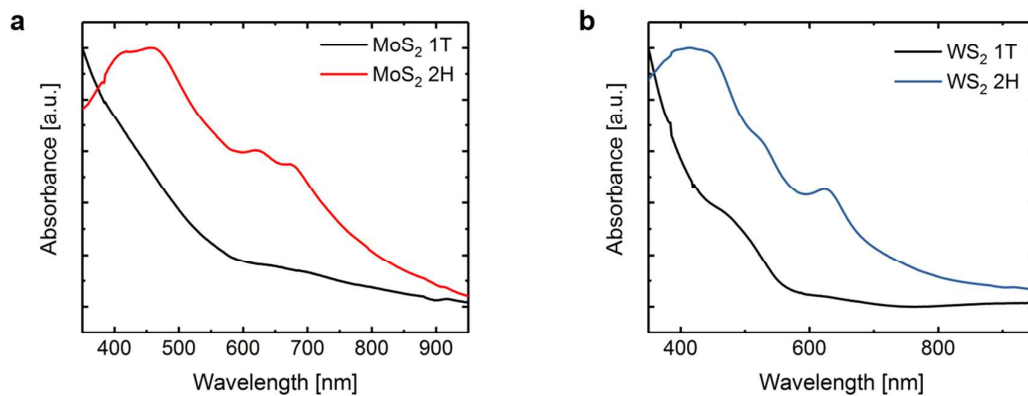 a
MoS₂ 1T
MoS₂ 2H
Absorbance [a.u.]
400 500 600 700 800 900
Wavelength [nm]
b
WS₂ 1T
WS₂ 2H
Absorbance [a.u.]
400 600 800
Wavelength [nm]